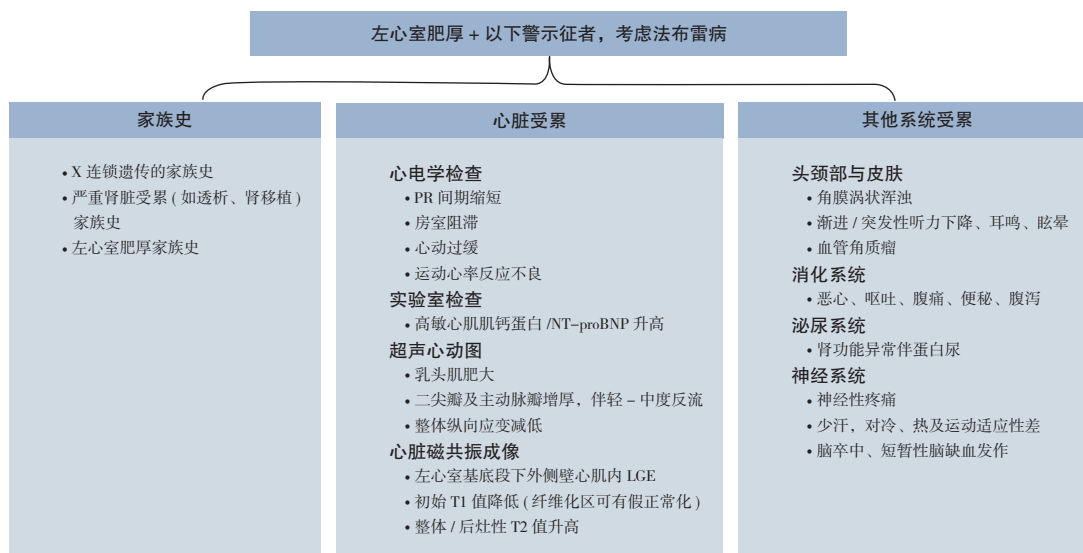 左心室肥厚 + 以下警示征者，考虑法布雷病
家族史
• X 连锁遗传的家族史
• 严重肾脏受累 ( 如透析、肾移植 )
家族史
• 左心室肥厚家族史
心脏受累
心电学检查
• PR 间期缩短
• 房室阻滞
• 心动过缓
• 运动心率反应不良
实验室检查
• 高敏心肌肌钙蛋白 /NT-proBNP 升高
超声心动图
• 乳头肌肥大
• 二尖瓣及主动脉瓣增厚，伴轻 – 中度反流
• 整体纵向应变减低
心脏磁共振成像
• 左心室基底段下外侧壁心肌内 LGE
• 初始 T1 值降低 ( 纤维化区可有假正常化 )
• 整体 / 后灶性 T2 值升高
其他系统受累
头颈部与皮肤
• 角膜涡状浑浊
• 渐进 / 突发性听力下降、耳鸣、眩晕
• 血管角质瘤
消化系统
• 恶心、呕吐、腹痛、便秘、腹泻
泌尿系统
• 肾功能异常伴蛋白尿
神经系统
• 神经性疼痛
• 少汗，对冷、热及运动适应性差
• 脑卒中、短暂性脑缺血发作